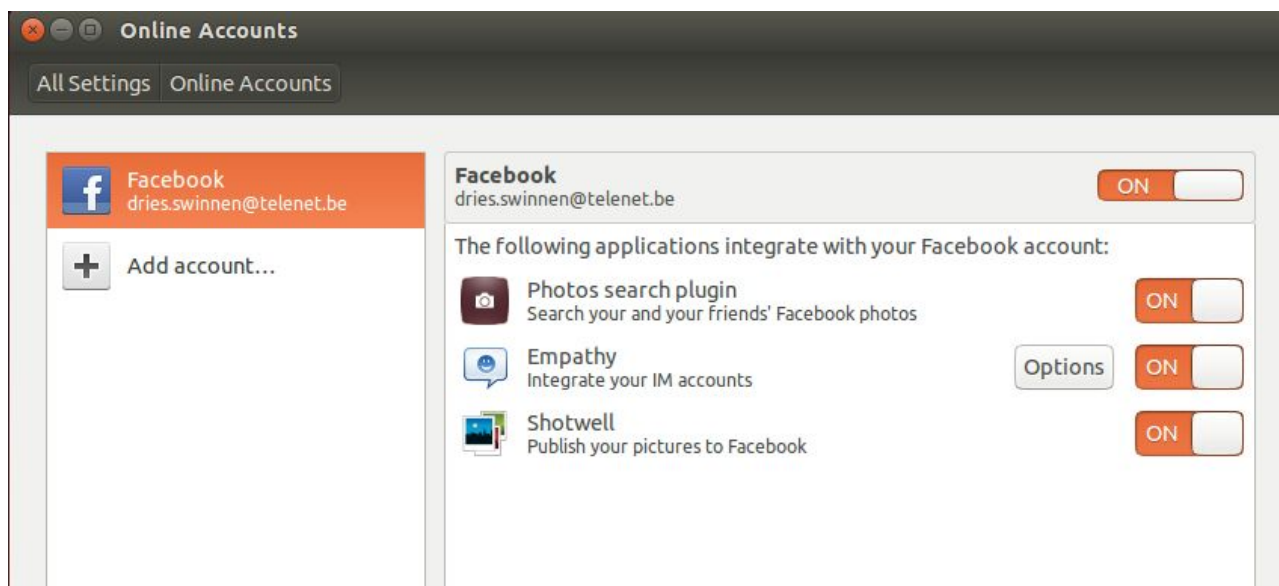 Online Accounts
All Settings Online Accounts
Facebook
dries.swinnen@telenet.be
Add account...
Facebook
dries.swinnen@telenet.be
ON
The following applications integrate with your Facebook account:
Photos search plugin
Search your and your friends' Facebook photos
ON
Empathy
Integrate your IM accounts
Options
ON
Shotwell
Publish your pictures to Facebook
ON